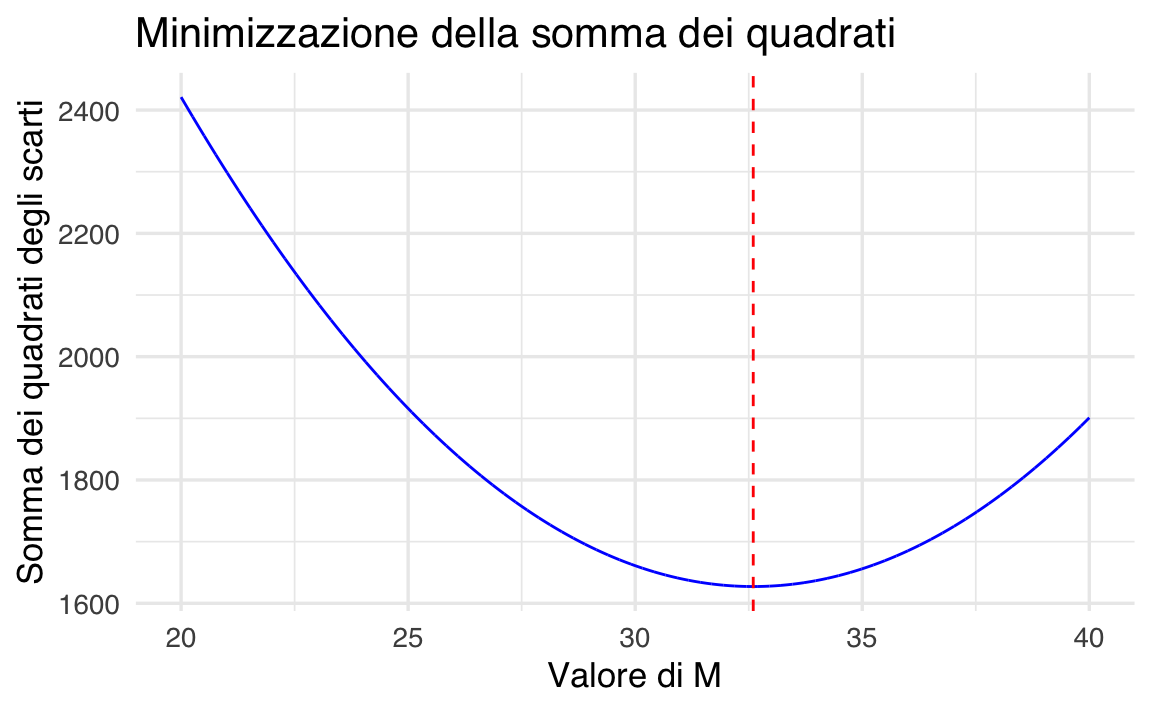 Minimizzazione della somma dei quadrati
Somma dei quadrati degli scarti
2400
2200
2000
1800
1600
20 25 30 35 40
Valore di M